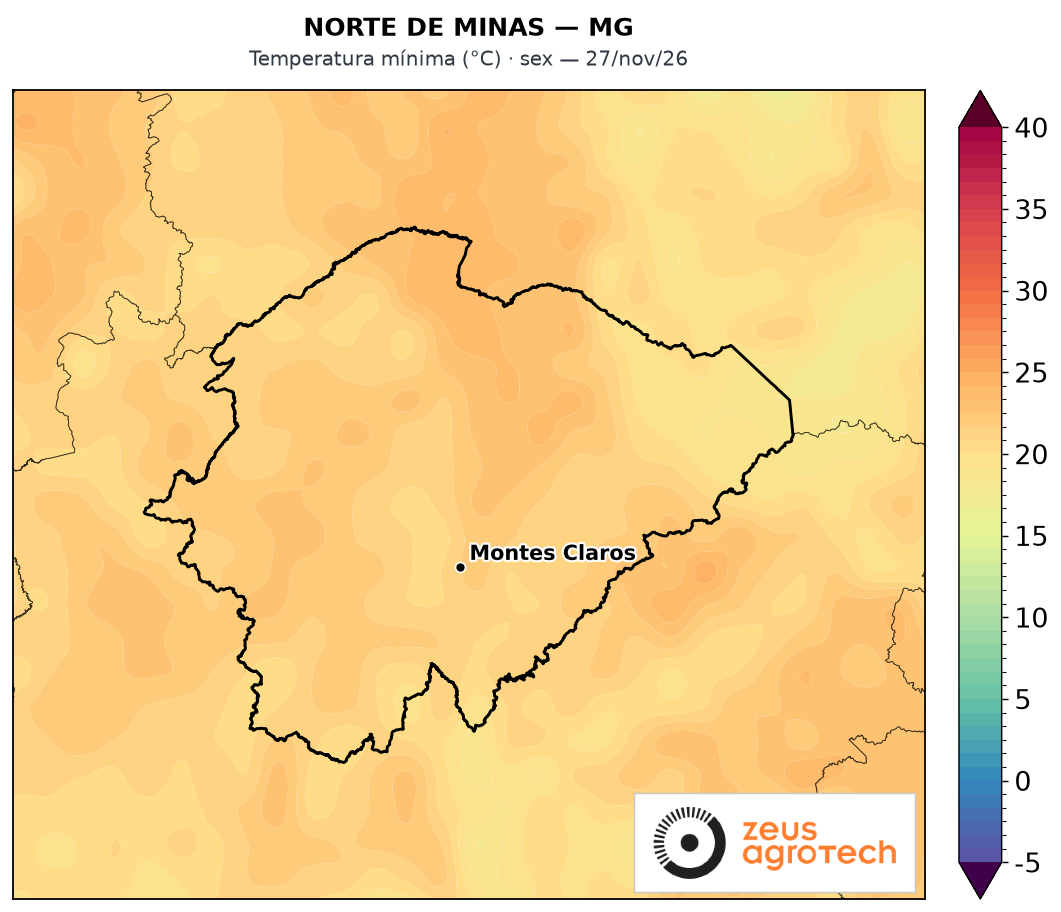 NORTE DE MINAS — MG
Temperatura mínima (°C) · sex — 27/nov/26
40
35
30
25
20
15
10
5
0
-5
Montes Claros
zeus
agrotech